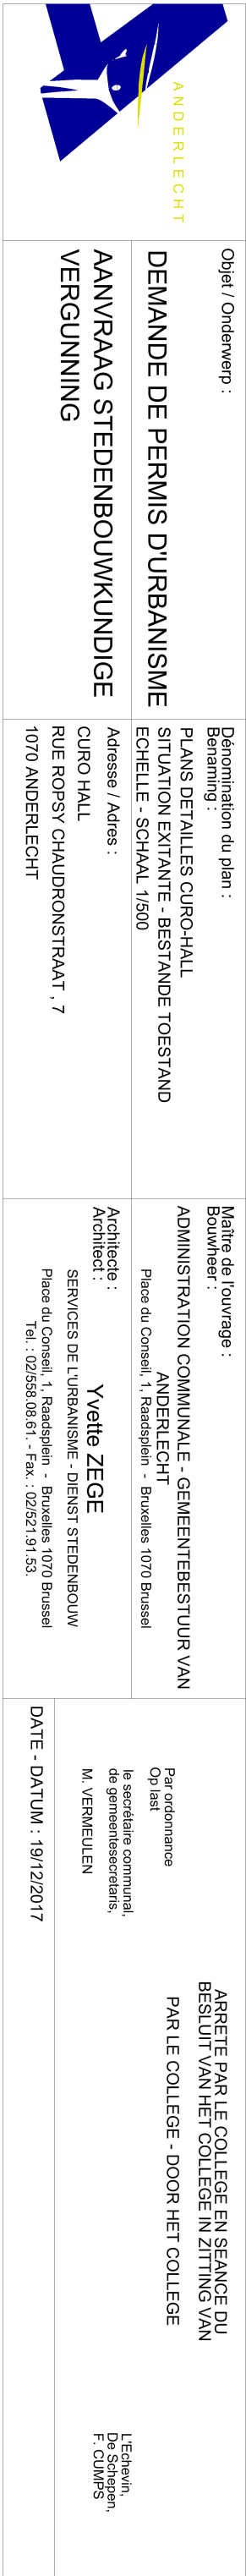 ANDERLECHT
Objet / Onderwerp :
DEMANDE DE PERMIS D'URBANISME
AANVRAAG STEDENBOUWKUNDIGE
VERGUNNING
Dénomination du plan :
Benaming :
PLANS DETAILLES CURO-HALL
SITUATION EXITANTE - BESTANDE TOESTAND
ECHELLE - SCHAAL 1/500
Adresse / Adres :
CURO HALL
RUE ROPSY CHAUDRONSTRAAT , 7
1070 ANDERLECHT
Maître de l'ouvrage :
Bouwheer :
ADMINISTRATION COMMUNALE - GEMEENTEBESTUUR VAN
ANDERLECHT
Place du Conseil, 1, Raadsplein - Bruxelles 1070 Brussel
Architecte :
Architect :
Yvette ZEGE
SERVICES DE L'URBANISME - DIENST STEDENBOUW
Place du Conseil, 1, Raadsplein - Bruxelles 1070 Brussel
Tel. : 02/558.08.61. - Fax. : 02/521.91.53.
ARRETE PAR LE COLLEGE EN SEANCE DU
BESLUIT VAN HET COLLEGE IN ZITTING VAN
PAR LE COLLEGE - DOOR HET COLLEGE
Par ordonnance
Op last
le secrétaire communal,
de gemeentesecretaris,
M. VERMEULEN
L'Echevin,
De Schepen,
F. CUMPS
DATE - DATUM : 19/12/2017